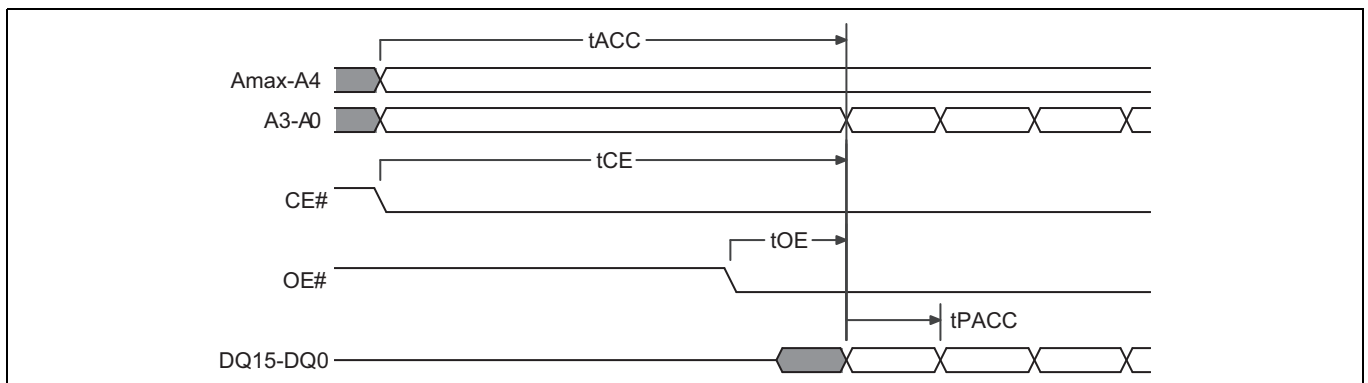 tACC
Amax-A4
A3-A0
tCE
CE#
tOE
OE#
tPACC
DQ15-DQ0